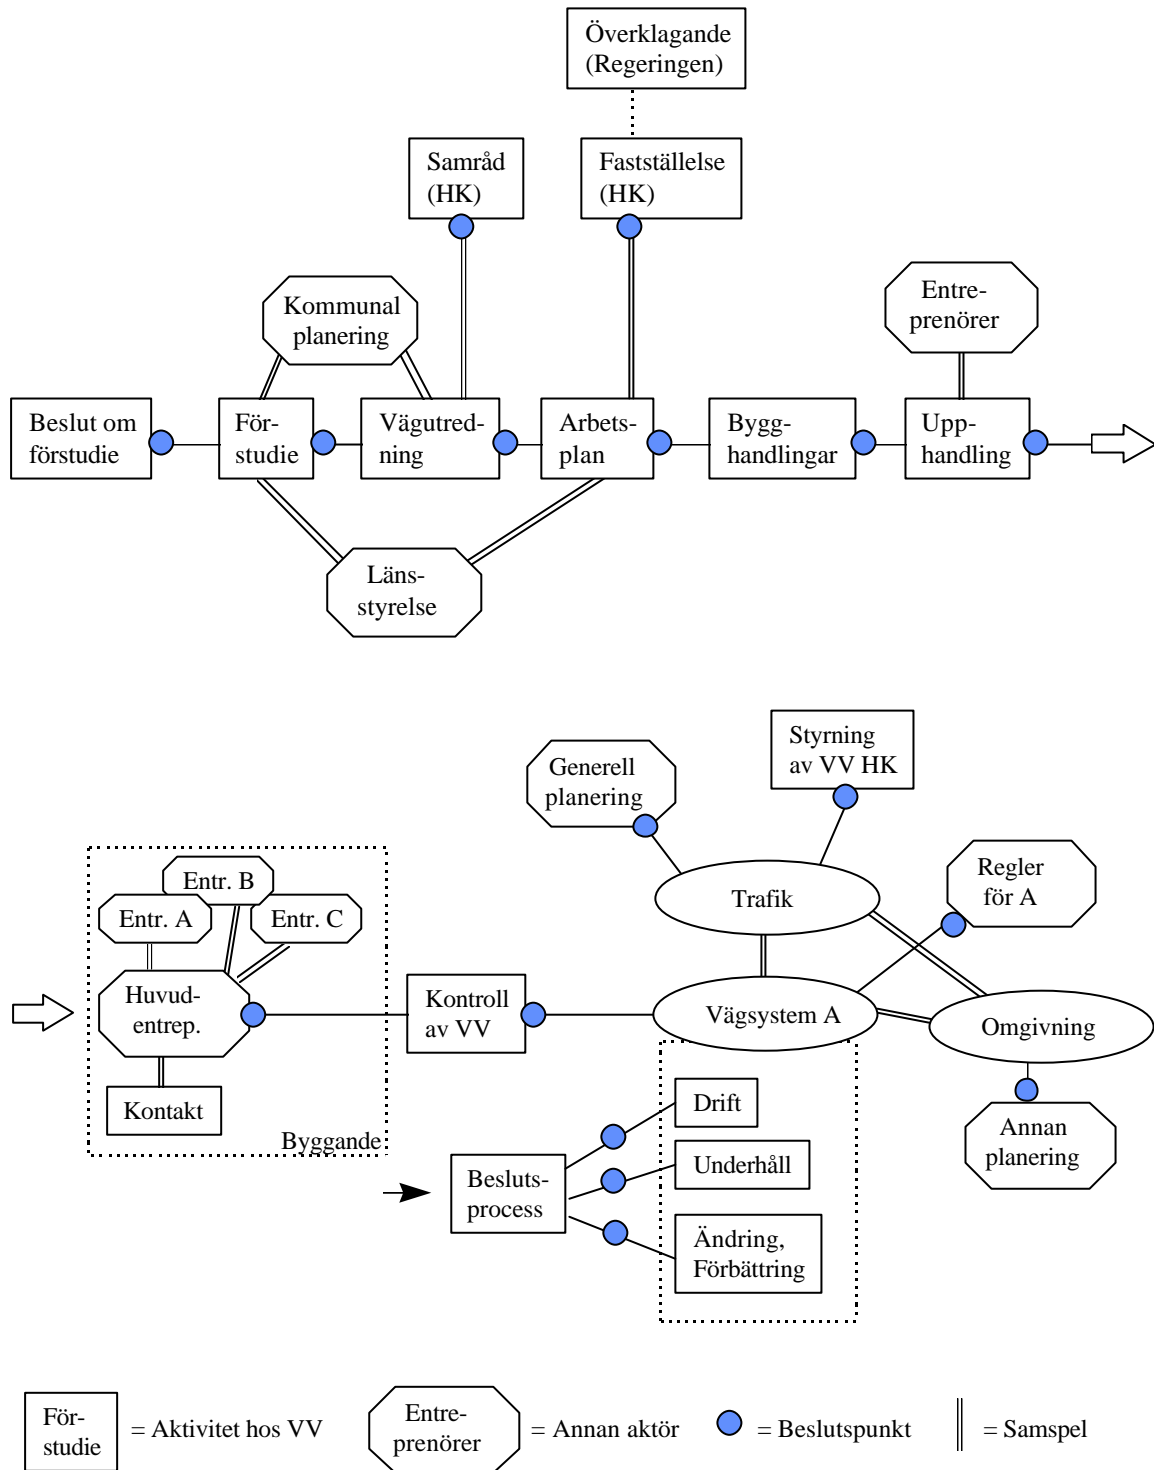 Överklagande
(Regeringen)
Samråd
(HK)
Fastställelse
(HK)
Kommunal
planering
Entre-
prenörer
Beslut om
förstudie
För-
studie
Vägutred-
ning
Arbets-
plan
Bygg-
handlingar
Upp-
handling
Läns-
styrelse
Styrning
av VV HK
Generell
planering
Regler
för A
Trafik
Entr. B
Entr. A
Entr. C
Huvud-
entrep.
Kontroll
av VV
Vägsystem A
Omgivning
Kontakt
Byggande
Drift
Annan
planering
Underhåll
Besluts-
process
Ändring,
Förbättring
För-
studie
= Aktivitet hos VV
Entre-
prenörer
= Annan aktör
= Beslutspunkt
= Samspel